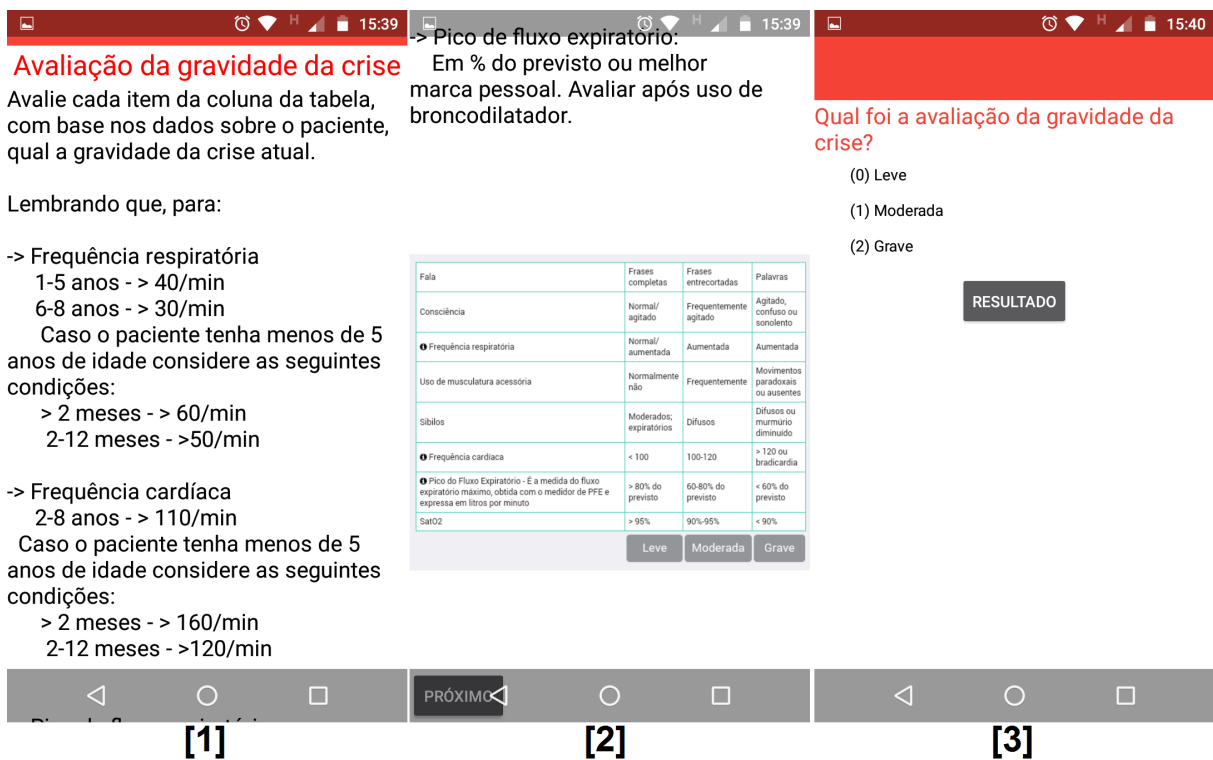 15:39
Avaliação da gravidade da crise
Avalie cada item da coluna da tabela,
com base nos dados sobre o paciente,
qual a gravidade da crise atual.
Lembrando que, para:
-> Frequência respiratória
1-5 anos - > 40/min
6-8 anos - > 30/min
Caso o paciente tenha menos de 5
anos de idade considere as seguintes
condições:
> 2 meses - > 60/min
2-12 meses - >50/min
-> Frequência cardíaca
2-8 anos - > 110/min
Caso o paciente tenha menos de 5
anos de idade considere as seguintes
condições:
> 2 meses - > 160/min
2-12 meses - >120/min
[1]
H 15:39
-> Pico de fluxo expiratório:
Em % do previsto ou melhor
marca pessoal. Avaliar após uso de
broncodilatador.
Fala Frases completas Frases entrecortadas Palavras
Consciência Normal/ agitado Frequentemente agitado Agitado, confuso ou sonolento
Frequência respiratória Normal/ aumentada Aumentada Aumentada
Uso de musculatura acessória Normalmente não Frequentemente Movimentos paradoxais ou ausentes
Sibilos Moderados; expiratórios Difusos Difusos ou murmúrio diminuído
Frequência cardíaca < 100 100-120 > 120 ou bradicardia
Pico do Fluxo Expiratório - É a medida do fluxo expiratório máximo, obtida com o medidor de PFE e expressa em litros por minuto > 80% do previsto 60-80% do previsto < 60% do previsto
SatO2 > 95% 90%-95% < 90%
Leve Moderada Grave
PRÓXIMO
[2]
H 15:40
Qual foi a avaliação da gravidade da
crise?
(0) Leve
(1) Moderada
(2) Grave
RESULTADO
[3]